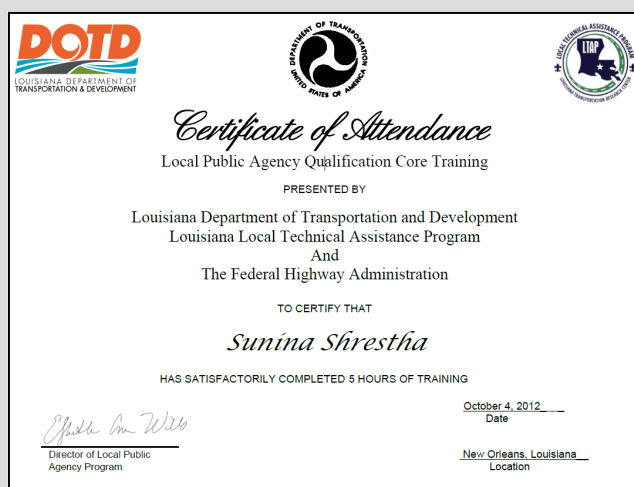 DOTD
LOUISIANA DEPARTMENT OF
TRANSPORTATION & DEVELOPMENT
DEPARTMENT OF TRANSPORTATION
UNITED STATES OF AMERICA
LOCAL TECHNICAL ASSISTANCE PROGRAM
LTAP
LOUISIANA TRANSPORTATION RESEARCH CENTER
Certificate of Attendance
Local Public Agency Qualification Core Training
PRESENTED BY
Louisiana Department of Transportation and Development
Louisiana Local Technical Assistance Program
And
The Federal Highway Administration
TO CERTIFY THAT
Sunina Shrestha
HAS SATISFACTORILY COMPLETED 5 HOURS OF TRAINING
October 4, 2012
Date
Director of Local Public
Agency Program
New Orleans, Louisiana
Location